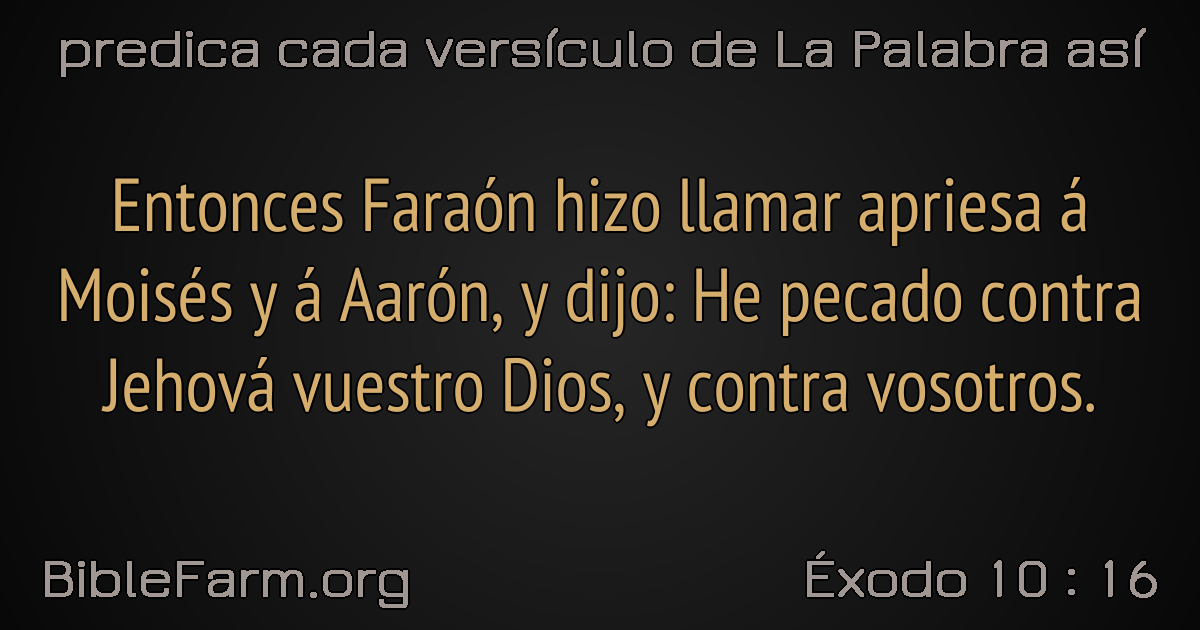 predica cada versículo de La Palabra así
Entonces Faraón hizo llamar apriesa á
Moisés y á Aarón, y dijo: He pecado contra
Jehová vuestro Dios, y contra vosotros.
BibleFarm.org
Éxodo 10 : 16